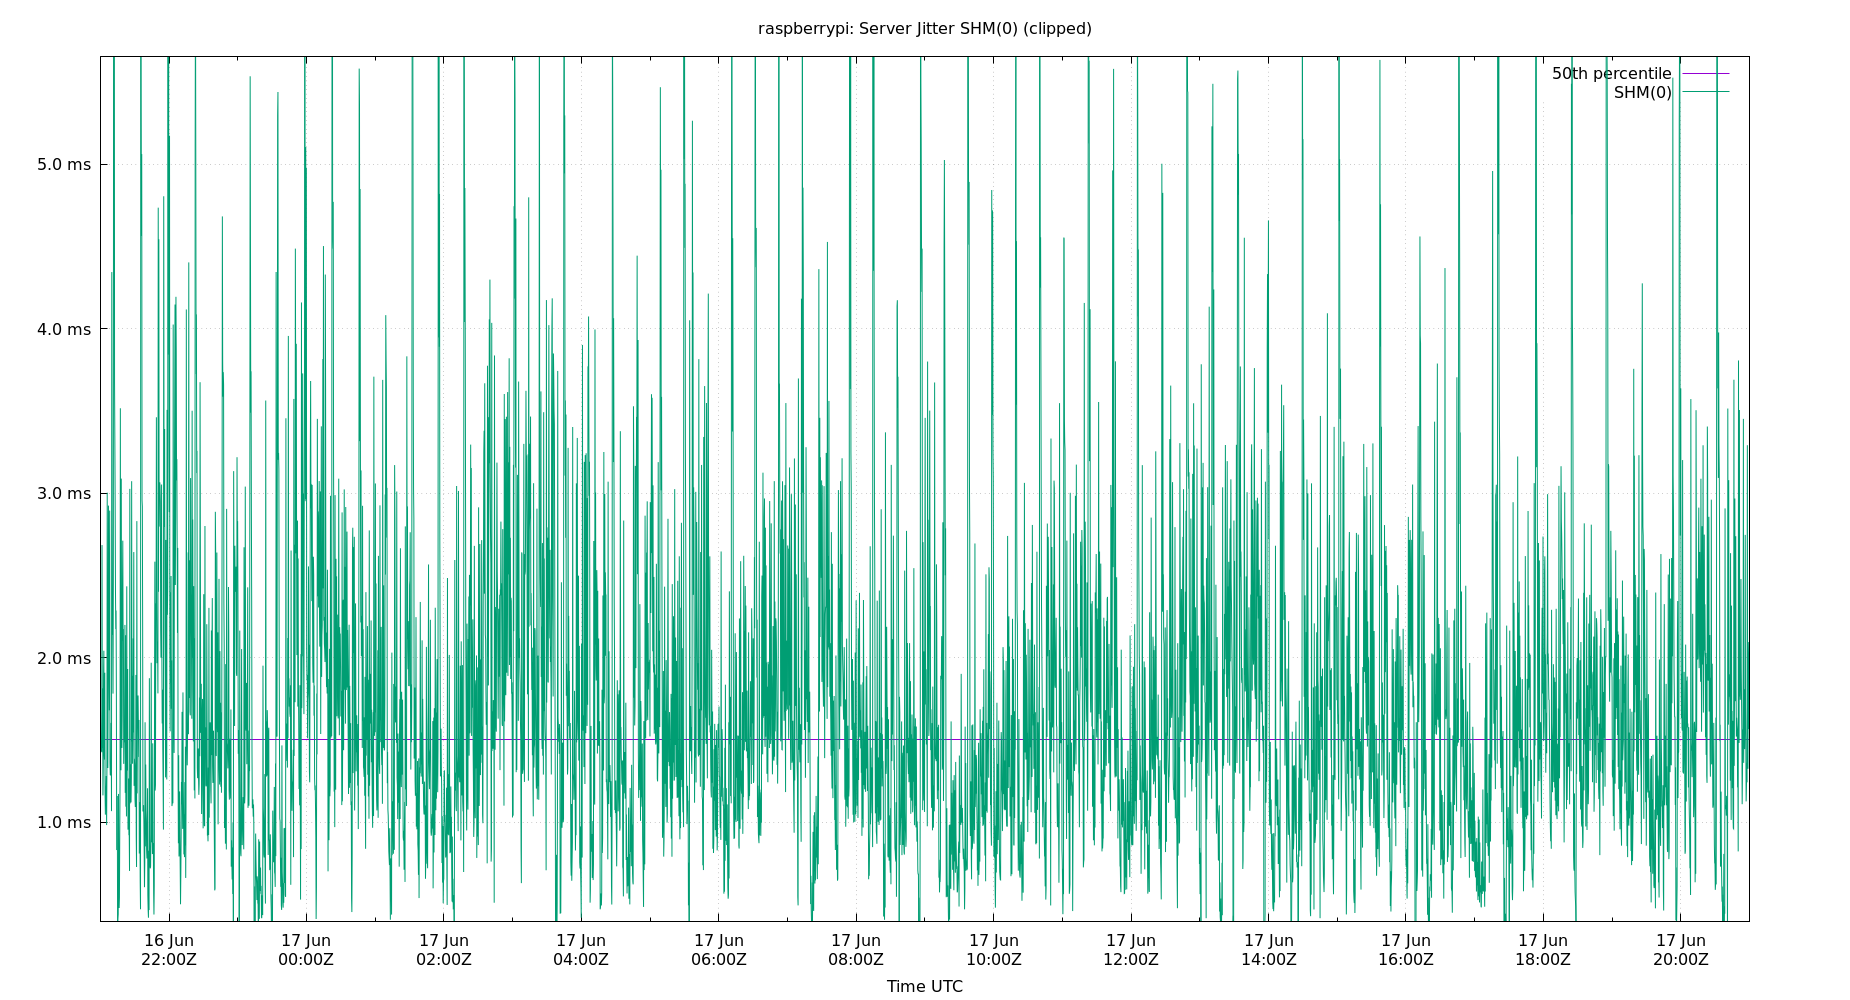 raspberrypi: Server Jitter SHM(0) (clipped)
50th percentile
SHM(0)
5.0 ms
4.0 ms
3.0 ms
2.0 ms
1.0 ms
16 Jun 17 Jun 17 Jun 17 Jun 17 Jun 17 Jun 17 Jun 17 Jun 17 Jun 17 Jun 17 Jun 17 Jun
22:00Z 00:00Z 02:00Z 04:00Z 06:00Z 08:00Z 10:00Z 12:00Z 14:00Z 16:00Z 18:00Z 20:00Z
Time UTC